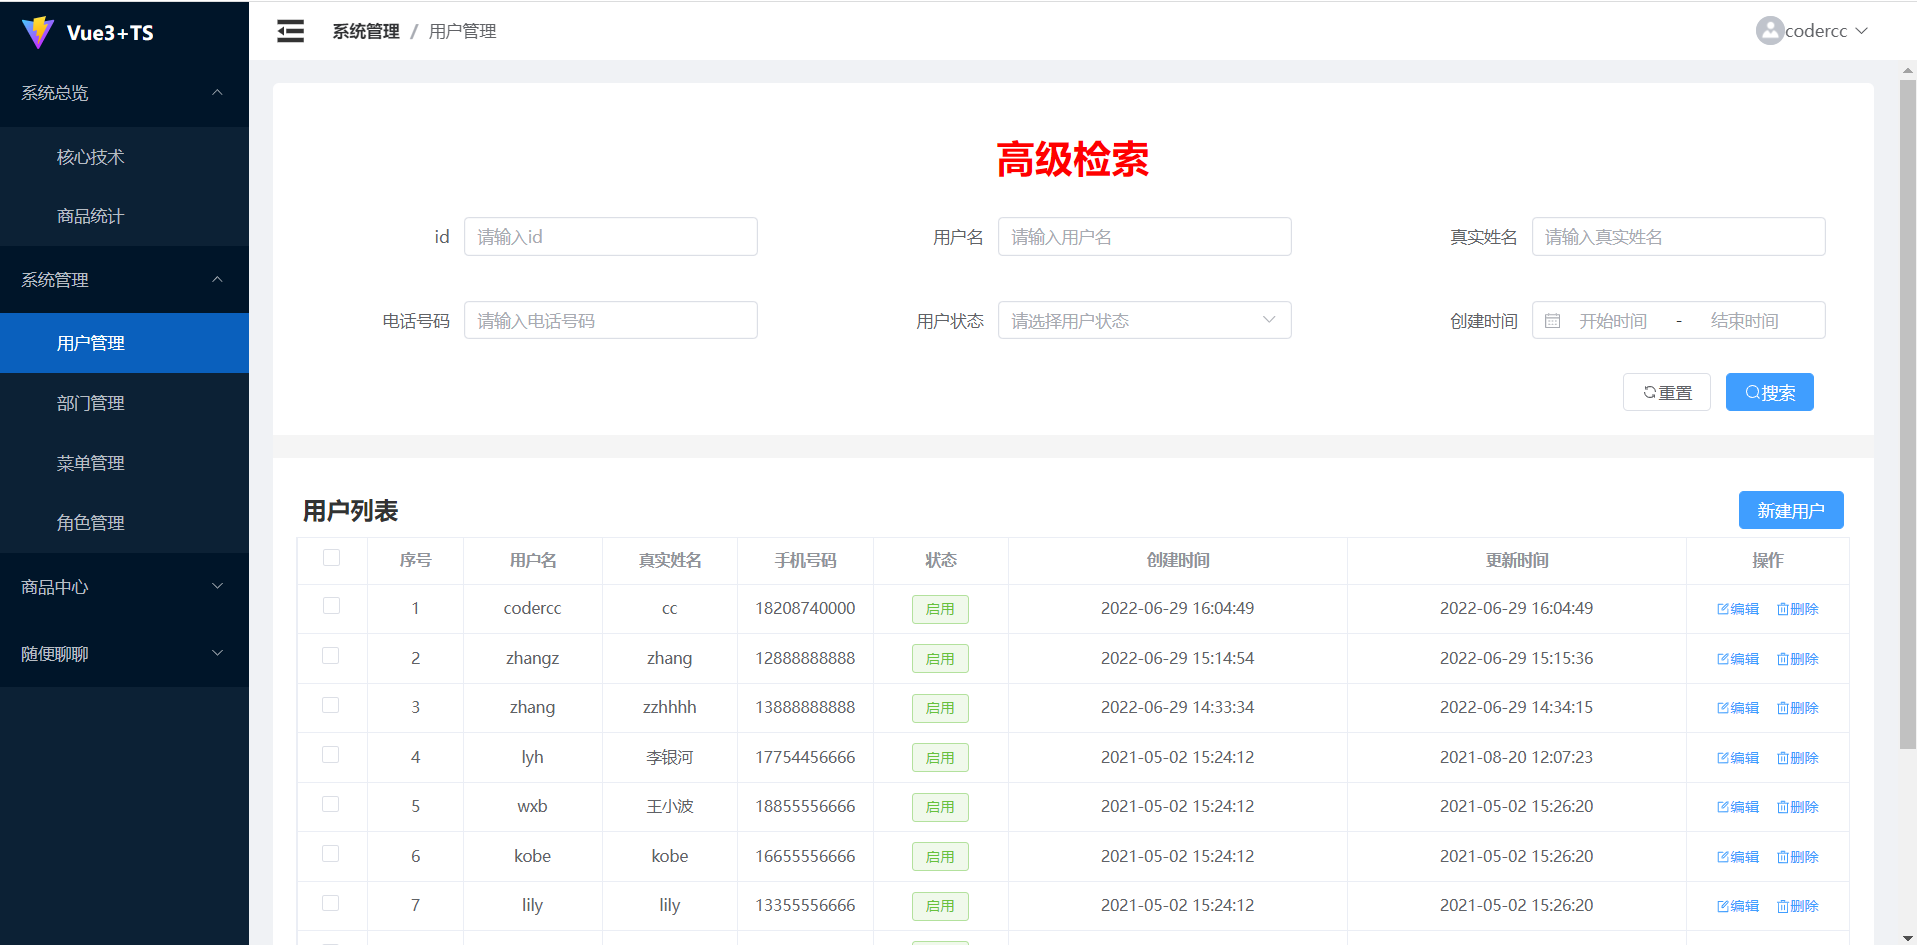 Vue3+TS
系统管理 / 用户管理
codercc
系统总览
核心技术
商品统计
系统管理
用户管理
部门管理
菜单管理
角色管理
商品中心
随便聊聊
高级检索
id 请输入id 用户名 请输入用户名 真实姓名 请输入真实姓名
电话号码 请输入电话号码 用户状态 请选择用户状态 创建时间 开始时间 - 结束时间
重置 搜索
用户列表 新建用户
序号 用户名 真实姓名 手机号码 状态 创建时间 更新时间 操作
1 codercc cc 18208740000 启用 2022-06-29 16:04:49 2022-06-29 16:04:49 编辑 删除
2 zhangz zhang 12888888888 启用 2022-06-29 15:14:54 2022-06-29 15:15:36 编辑 删除
3 zhang zzhhhh 13888888888 启用 2022-06-29 14:33:34 2022-06-29 14:34:15 编辑 删除
4 lyh 李银河 17754456666 启用 2021-05-02 15:24:12 2021-08-20 12:07:23 编辑 删除
5 wxb 王小波 18855556666 启用 2021-05-02 15:24:12 2021-05-02 15:26:20 编辑 删除
6 kobe kobe 16655556666 启用 2021-05-02 15:24:12 2021-05-02 15:26:20 编辑 删除
7 lily lily 13355556666 启用 2021-05-02 15:24:12 2021-05-02 15:26:20 编辑 删除